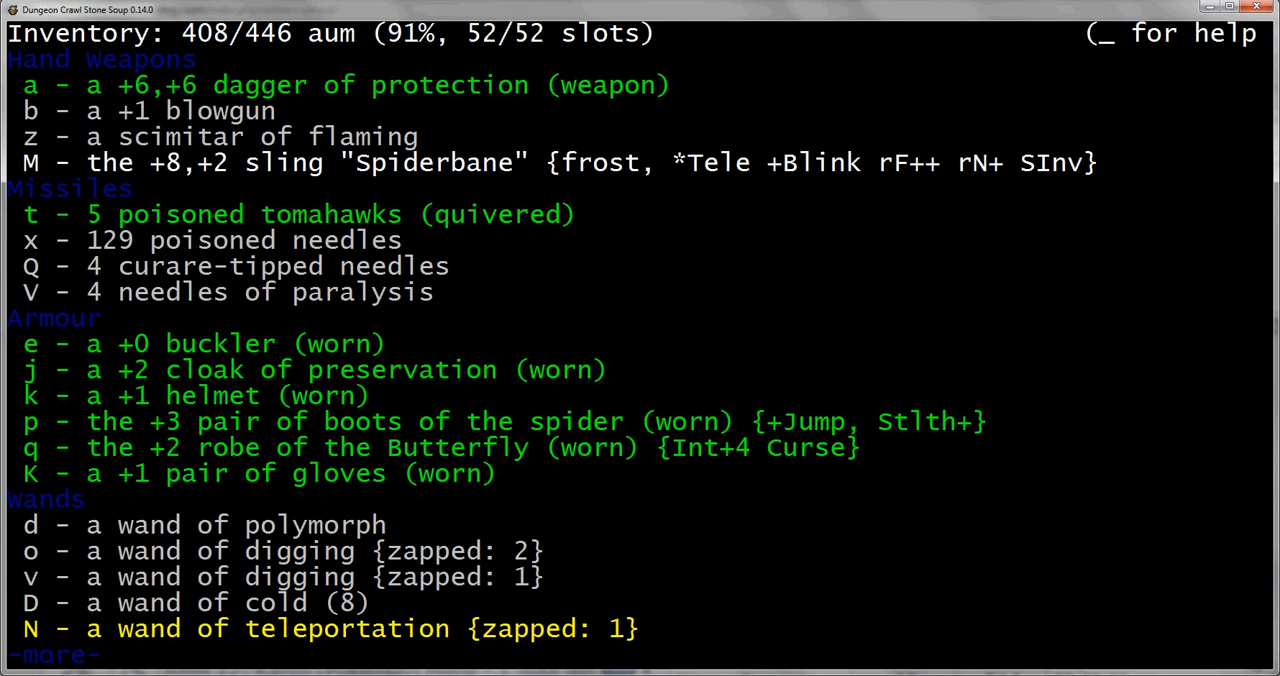 Dungeon Crawl Stone Soup 0.14.0
Inventory: 408/446 aum (91%, 52/52 slots) (_ for help
Hand Weapons
a - a +6,+6 dagger of protection (weapon)
b - a +1 blowgun
z - a scimitar of flaming
M - the +8,+2 sling "Spiderbane" {frost, *Tele +Blink rF++ rN+ SInv}
Missiles
t - 5 poisoned tomahawks (quivered)
x - 129 poisoned needles
Q - 4 curare-tipped needles
V - 4 needles of paralysis
Armour
e - a +0 buckler (worn)
j - a +2 cloak of preservation (worn)
k - a +1 helmet (worn)
p - the +3 pair of boots of the spider (worn) {+Jump, Stlth+}
q - the +2 robe of the Butterfly (worn) {Int+4 Curse}
K - a +1 pair of gloves (worn)
Wands
d - a wand of polymorph
o - a wand of digging {zapped: 2}
v - a wand of digging {zapped: 1}
D - a wand of cold (8)
N - a wand of teleportation {zapped: 1}
-more-